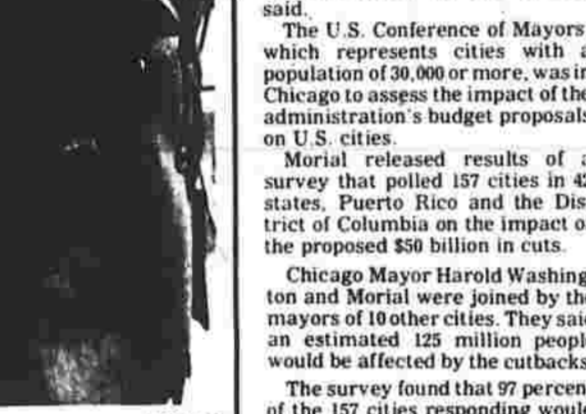 said.
The U.S. Conference of Mayors
which represents cities with a
population of 30,000 or more, was in
Chicago to assess the impact of the
administration's budget proposals
on U.S. cities.
Morial released results of a
survey that polled 157 cities in 42
states, Puerto Rico and the Dis
trict of Columbia on the impact o
the proposed $50 billion in cuts.
Chicago Mayor Harold Washing
ton and Morial were joined by the
mayors of 10 other cities. They said
an estimated 125 million people
would be affected by the cutbacks
The survey found that 97 percen
of the 157 cities responding would